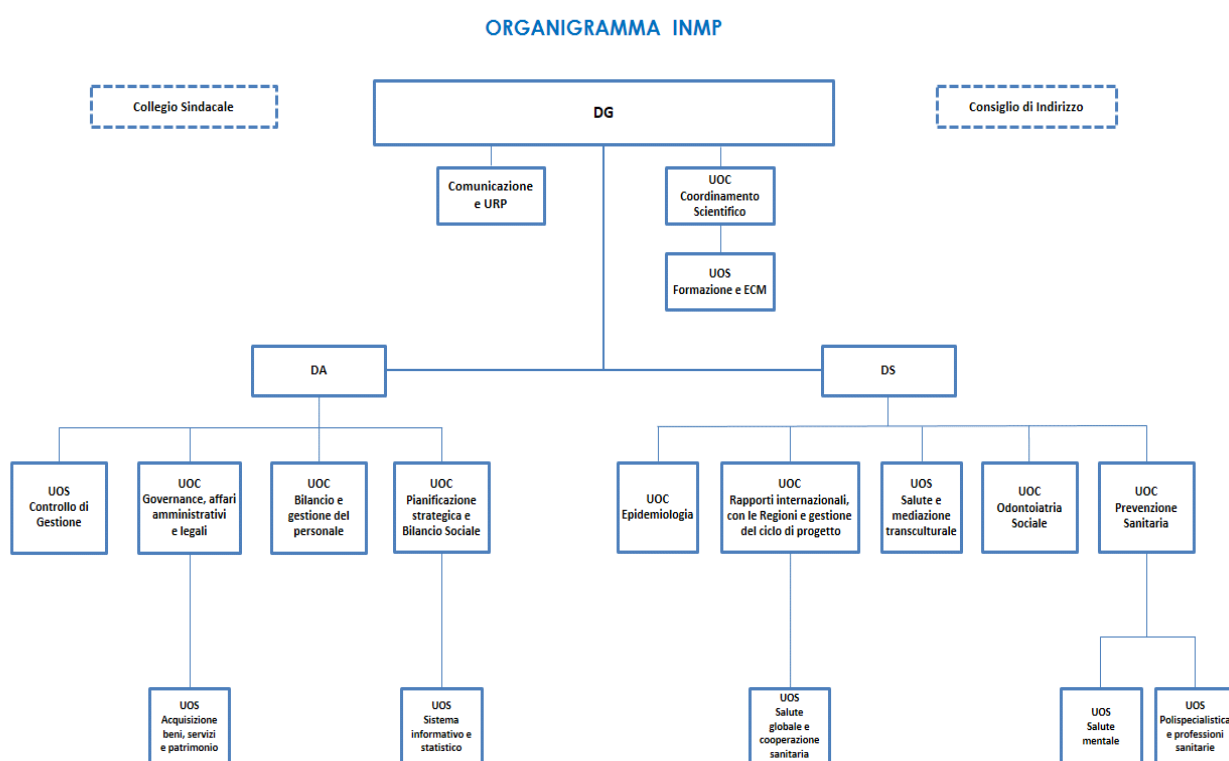 ORGANIGRAMMA INMP
Collegio Sindacale
DG
Consiglio di Indirizzo
Comunicazione
e URP
UOC
Coordinamento
Scientifico
UOS
Formazione e ECM
DA
DS
UOS
Controllo di
Gestione
UOC
Governance, affari
amministrativi
e legali
UOC
Bilancio e
gestione del
personale
UOC
Pianificazione
strategica e
Bilancio Sociale
UOC
Epidemiologia
UOC
Rapporti internazionali,
con le Regioni e gestione
del ciclo di progetto
UOS
Salute e
mediazione
transculturale
UOC
Odontoiatria
Sociale
UOC
Prevenzione
Sanitaria
UOS
Acquisizione
beni, servizi
e patrimonio
UOS
Sistema
informativo e
statistico
UOS
Salute
globale e
cooperazione
sanitaria
UOS
Salute
mentale
UOS
Polispecialistica
e professioni
sanitarie